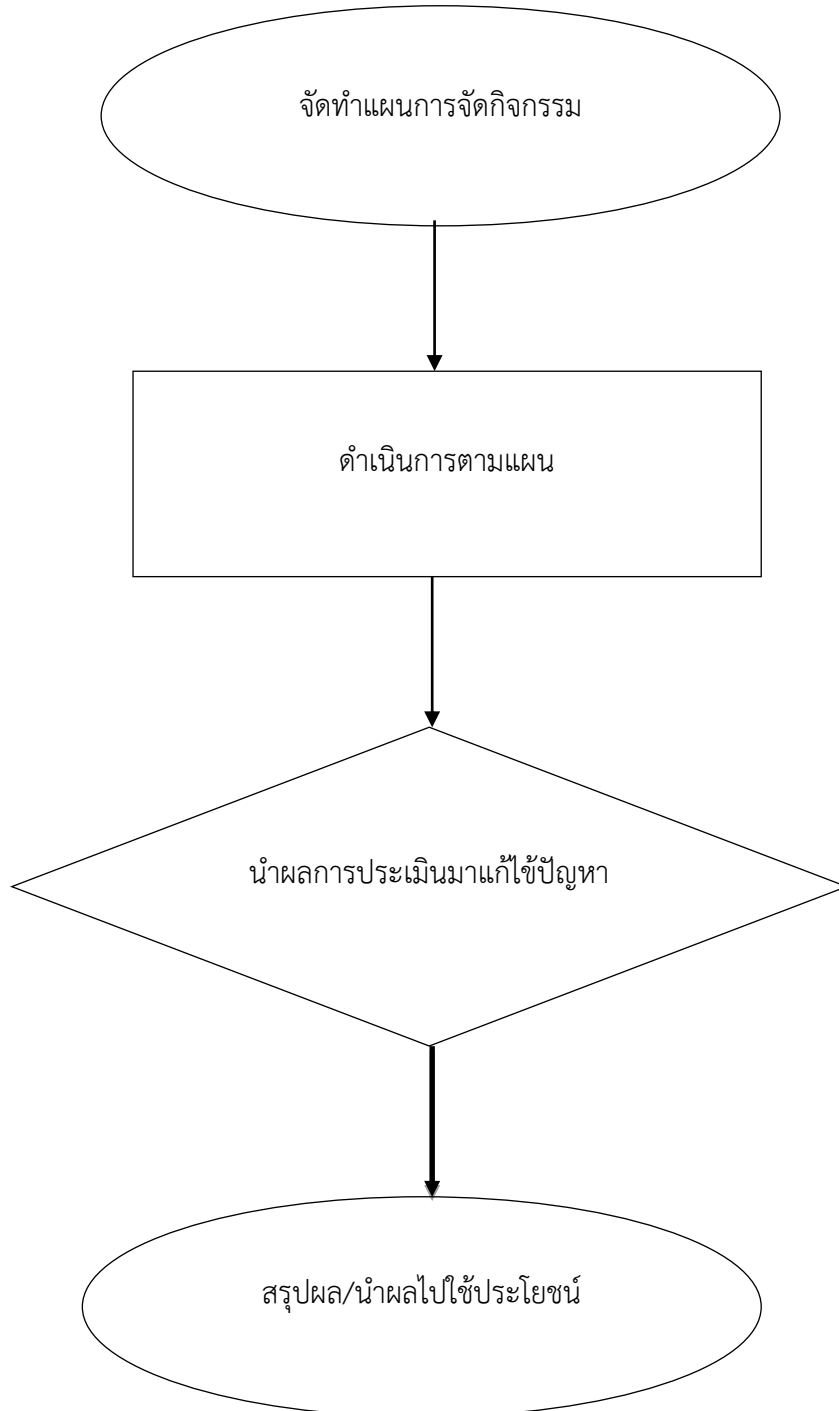 จัดทำแผนการจัดกิจกรรม
ดำเนินการตามแผน
นำผลการประเมินมาแก้ไข้ปัญหา
สรุปผล/นำผลไปใช้ประโยชน์